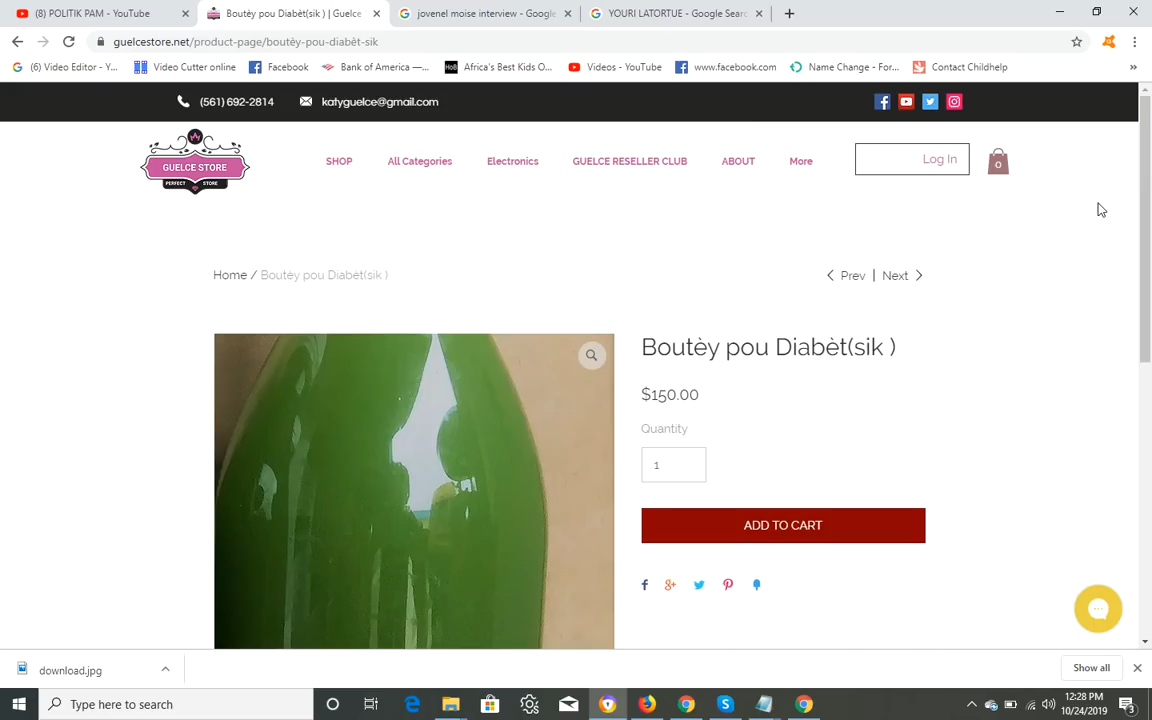 (8) POLITIK PAM - YouTube
Boutèy pou Diabèt(sik ) | Guelce
jovenel moise interview - Google
YOURI LATORTUE - Google Searc
guelcestore.net/product-page/boutèy-pou-diabèt-sik
(6) Video Editor - Y...
Video Cutter online
Facebook
Bank of America —...
Africa's Best Kids O...
Videos - YouTube
www.facebook.com
Name Change - For...
Contact Childhelp
(561) 692-2814
katyguelce@gmail.com
GUELCE STORE
PERFECT STORE
SHOP
All Categories
Electronics
GUELCE RESELLER CLUB
ABOUT
More
Log In
0
Home / Boutèy pou Diabèt(sik )
Prev | Next
Boutèy pou Diabèt(sik )
$150.00
Quantity
1
ADD TO CART
download.jpg
Show all
Type here to search
12:28 PM
10/24/2019
3